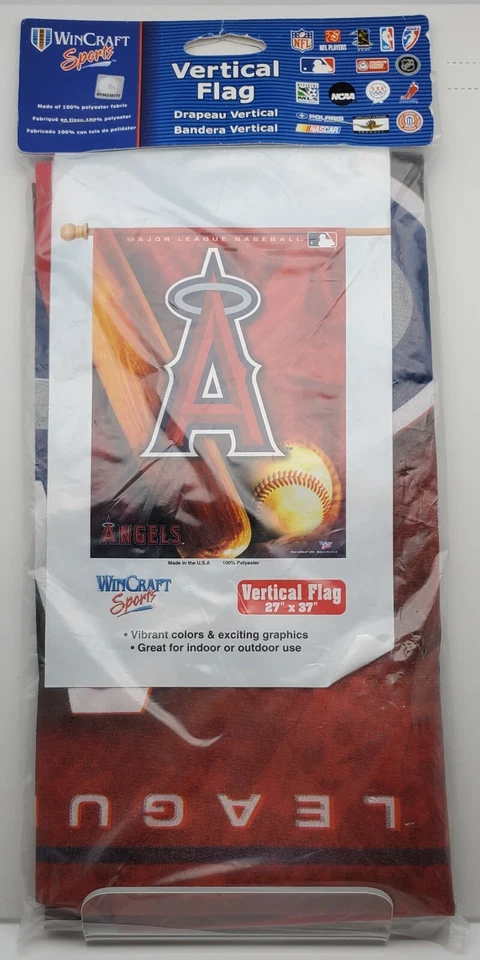 WINCRAFT
Sports
Made of 100% polyester fabric
Fabriqué en tissu 100% polyester
Fabricado 100% con tela de poliéster
Vertical
Flag
Drapeau Vertical
Bandera Vertical
NFL
NFL PLAYERS
NCAA
POLARIS
NASCAR
MAJOR LEAGUE BASEBALL
A
ANGELS
Made in the U.S.A 100% Polyester
WINCRAFT
Sports
Vertical Flag
27" x 37"
• Vibrant colors & exciting graphics
• Great for indoor or outdoor use
LEAGU